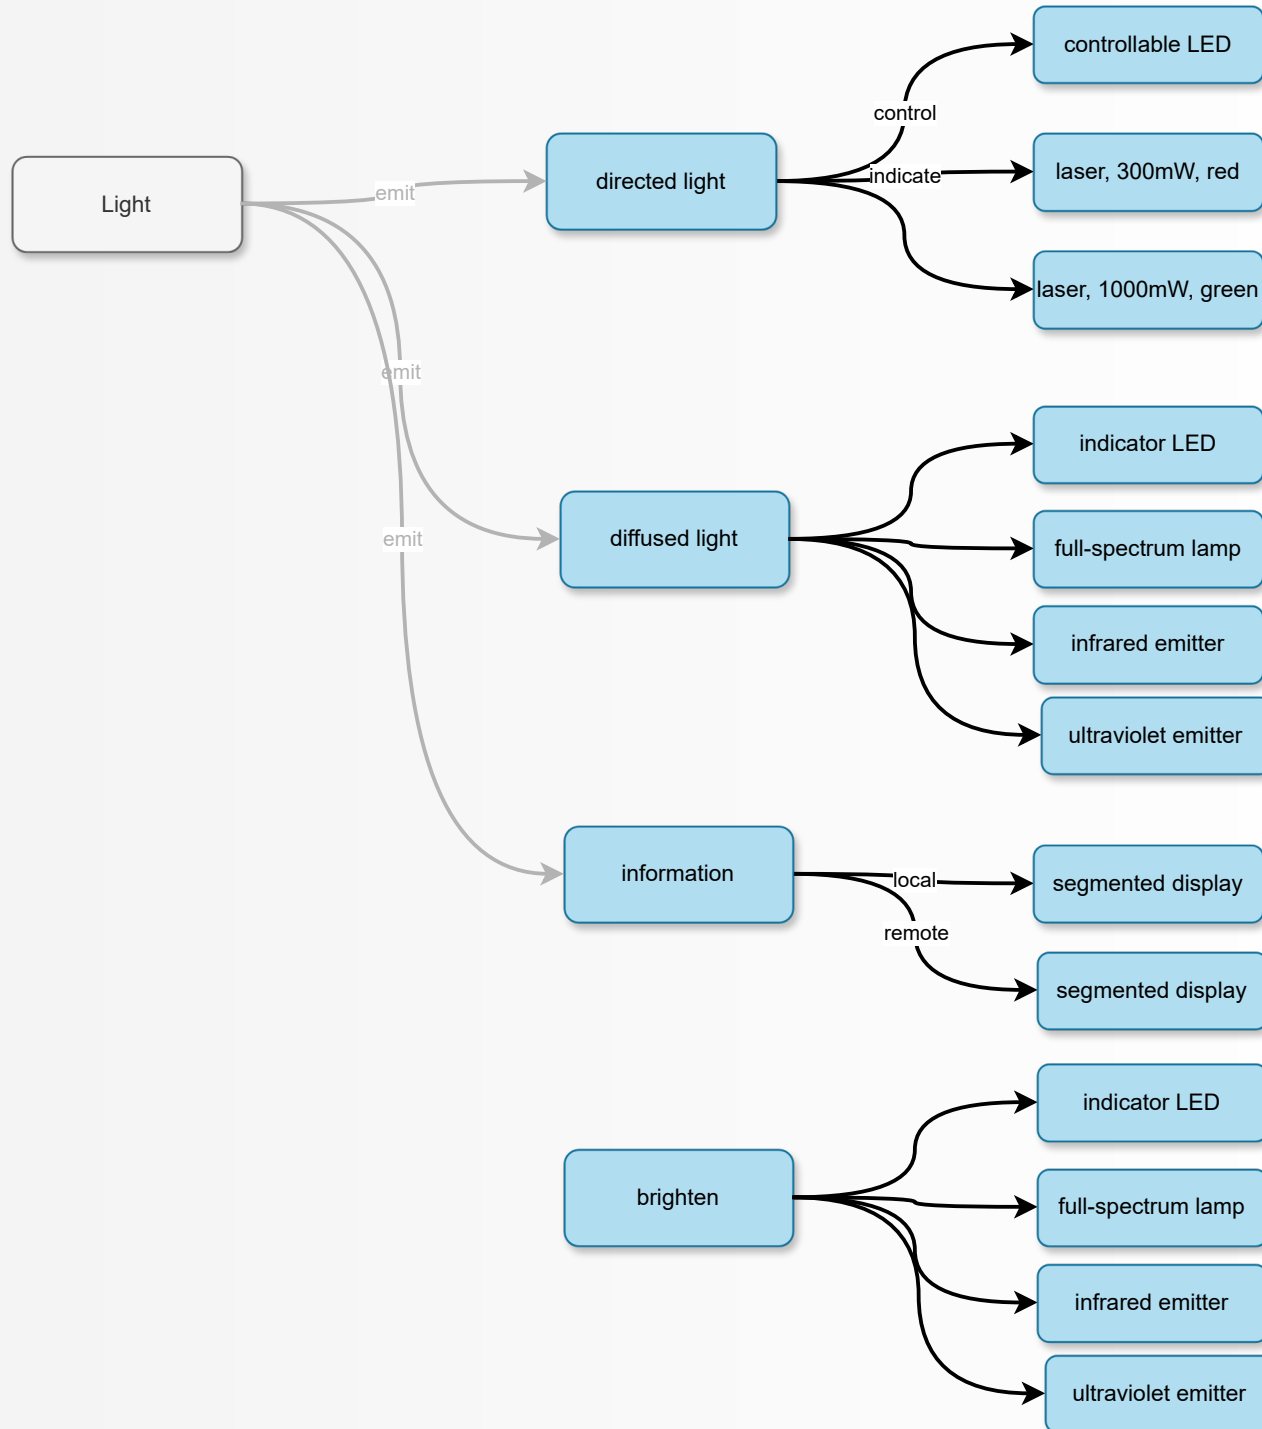 controllable LED
control
Light
emit
directed light
indicate
laser, 300mW, red
laser, 1000mW, green
emit
indicator LED
emit
diffused light
full-spectrum lamp
infrared emitter
ultraviolet emitter
information
local
segmented display
remote
segmented display
indicator LED
brighten
full-spectrum lamp
infrared emitter
ultraviolet emitter